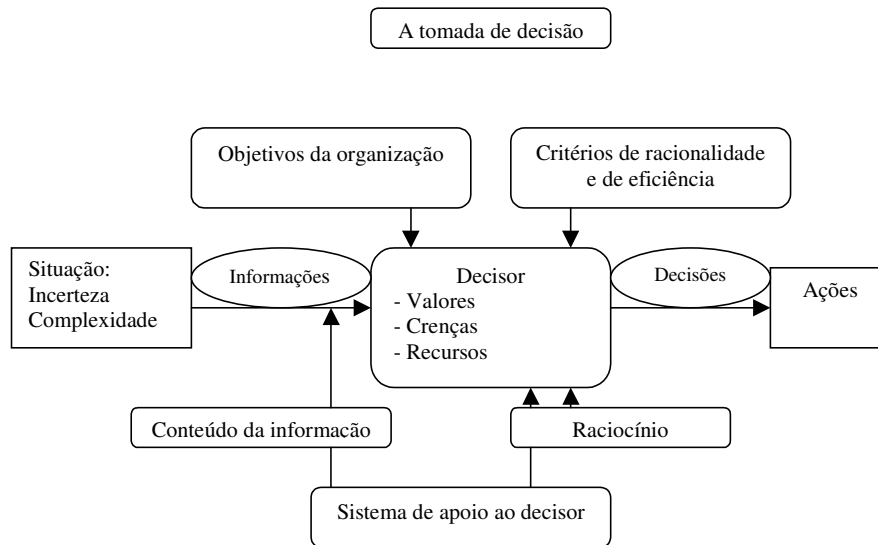 A tomada de decisão
Objetivos da organização
Critérios de racionalidade
e de eficiência
Situação:
Incerteza
Complexidade
Informações
Decisor
- Valores
- Crenças
- Recursos
Decisões
Ações
Conteúdo da informacão
Raciocínio
Sistema de apoio ao decisor